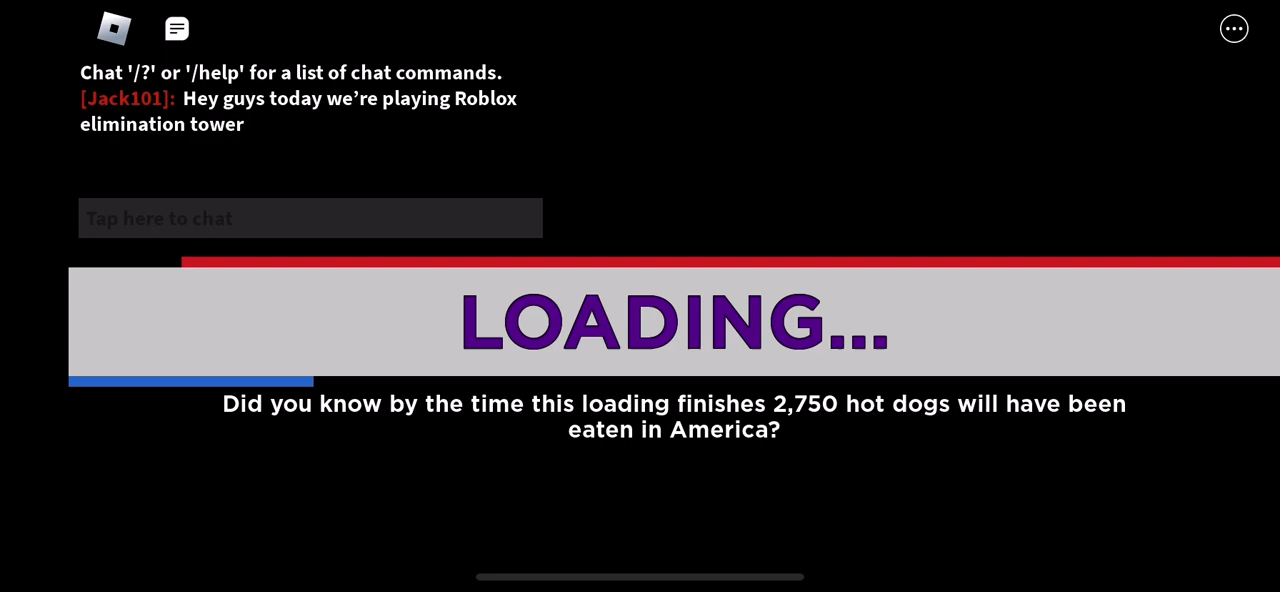 Chat '/?' or '/help' for a list of chat commands.
[Jack101]: Hey guys today we’re playing Roblox
elimination tower
Tap here to chat
LOADING...
Did you know by the time this loading finishes 2,750 hot dogs will have been
eaten in America?